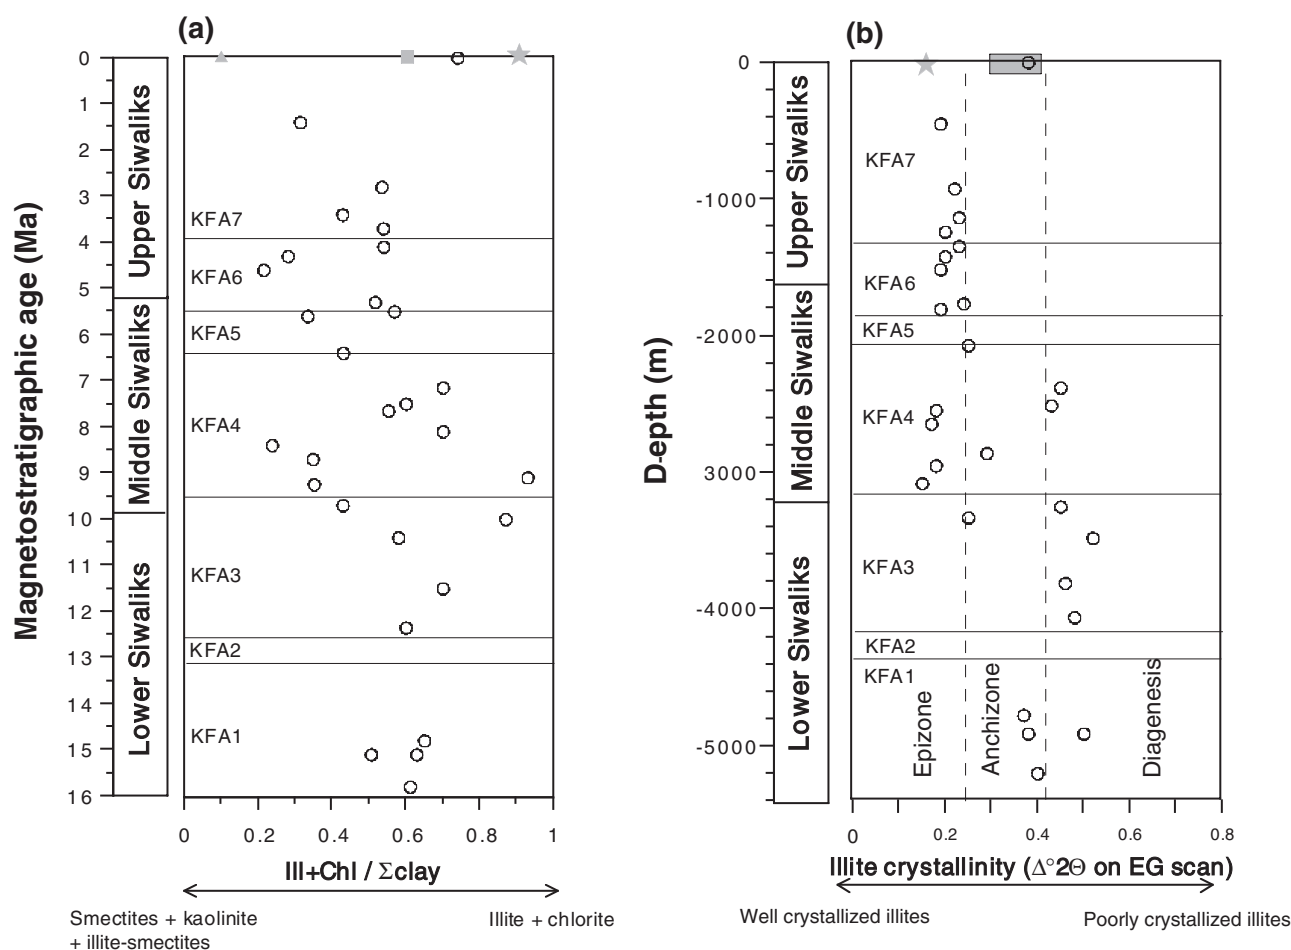 (a)
Magnetostratigraphic age (Ma)
0
1
2
3
4
5
6
7
8
9
10
11
12
13
14
15
16
Upper Siwaliks
Middle Siwaliks
Lower Siwaliks
KFA7
KFA6
KFA5
KFA4
KFA3
KFA2
KFA1
0 0.2 0.4 0.6 0.8 1
Ill+Chl / Σclay
Smectites + kaolinite
+ illite-smectites
Illite + chlorite
(b)
D-epth (m)
0
-1000
-2000
3000
-4000
-5000
Upper Siwaliks
Middle Siwaliks
Lower Siwaliks
KFA7
KFA6
KFA5
KFA4
KFA3
KFA2
KFA1
Epizone
Anchizone
Diagenesis
0 0.2 0.4 0.6 0.8
Illite crystallinity (Δ°2Θ on EG scan)
Well crystallized illites
Poorly crystallized illites